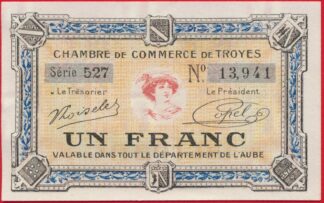 CHAMBRE DE COMMERCE DE TROYES
Série 527 No. 13,941
Le Trésorier Le Président
UN FRANC
VALABLE DANS TOUT LE DÉPARTEMENT DE L'AUBE